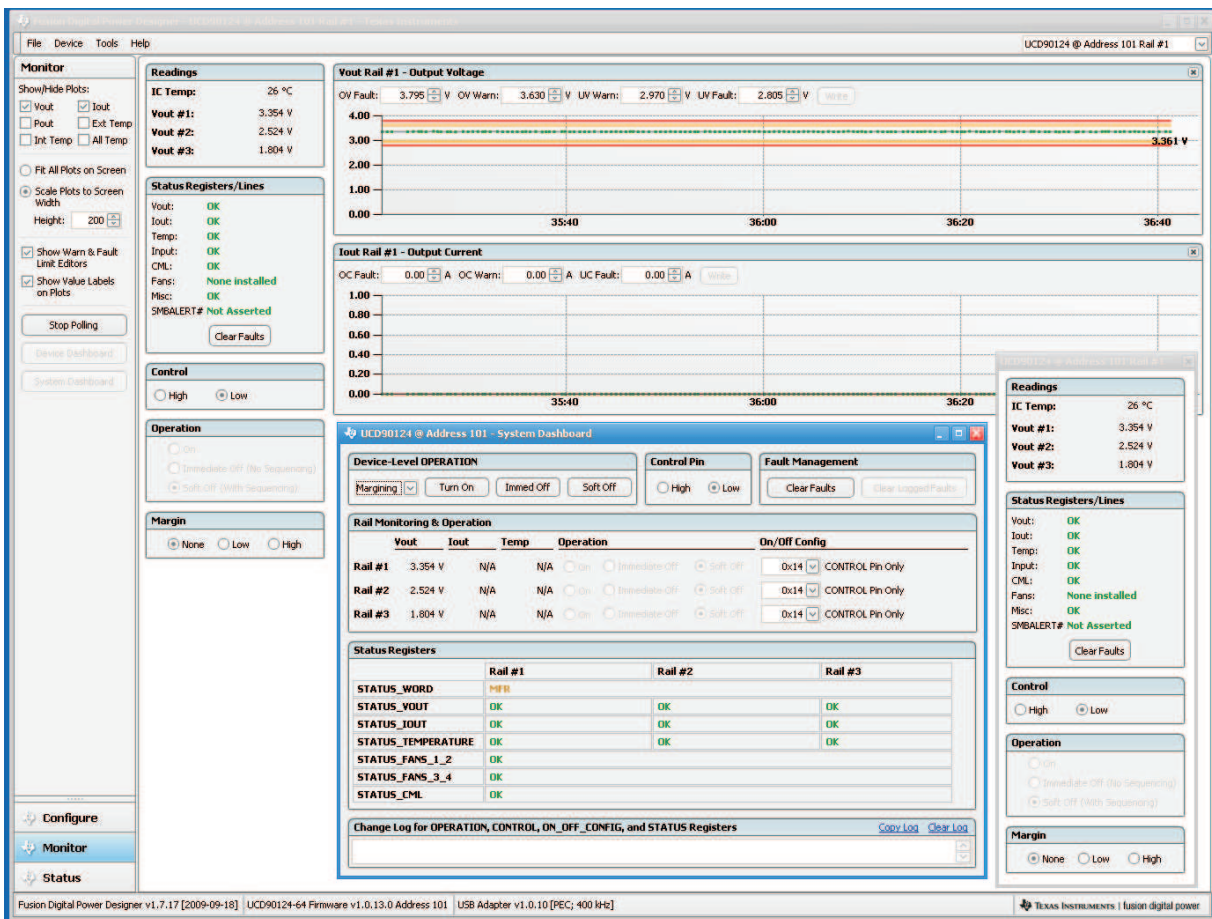 Fusion Digital Power Designer - UCD90124 @ Address 101 Rail #1 - Texas Instruments
File Device Tools Help
UCD90124 @ Address 101 Rail #1
Monitor
Show/Hide Plots:
Vout Iout
Pout Ext Temp
Int Temp All Temp
Fit All Plots on Screen
Scale Plots to Screen
Width
Height: 200
Show Warn & Fault
Limit Editors
Show Value Labels
on Plots
Stop Polling
Device Dashboard
System Dashboard
Configure
Monitor
Status
Readings
IC Temp: 26 °C
Vout #1: 3.354 V
Vout #2: 2.524 V
Vout #3: 1.804 V
Status Registers/Lines
Vout: OK
Iout: OK
Temp: OK
Input: OK
CML: OK
Fans: None installed
Misc: OK
SMBALERT# Not Asserted
Clear Faults
Control
High Low
Operation
On
Immediate Off (No Sequencing)
Soft Off (With Sequencing)
Margin
None Low High
Vout Rail #1 - Output Voltage
OV Fault: 3.795 V OV Warn: 3.630 V UV Warn: 2.970 V UV Fault: 2.805 V Write
4.00
3.00
2.00
1.00
0.00
3.361 V
35:40 36:00 36:20 36:40
Iout Rail #1 - Output Current
OC Fault: 0.00 A OC Warn: 0.00 A UC Fault: 0.00 A Write
1.00
0.80
0.60
0.40
0.20
0.00
35:40 36:00 36:20
UCD90124 @ Address 101 - System Dashboard
Device-Level OPERATION
Margining Turn On Immed Off Soft Off
Control Pin
High Low
Fault Management
Clear Faults Clear Logged Faults
Rail Monitoring & Operation
Vout Iout Temp Operation On/Off Config
Rail #1 3.354 V N/A N/A On Immediate Off Soft Off 0x14 CONTROL Pin Only
Rail #2 2.524 V N/A N/A On Immediate Off Soft Off 0x14 CONTROL Pin Only
Rail #3 1.804 V N/A N/A On Immediate Off Soft Off 0x14 CONTROL Pin Only
Status Registers
Rail #1 Rail #2 Rail #3
STATUS_WORD MFR
STATUS_VOUT OK OK OK
STATUS_IOUT OK OK OK
STATUS_TEMPERATURE OK OK OK
STATUS_FANS_1_2 OK
STATUS_FANS_3_4 OK
STATUS_CML OK
Change Log for OPERATION, CONTROL, ON_OFF_CONFIG, and STATUS Registers Copy Log Clear Log
UCD90124 @ Address 101 Rail #1
Readings
IC Temp: 26 °C
Vout #1: 3.354 V
Vout #2: 2.524 V
Vout #3: 1.804 V
Status Registers/Lines
Vout: OK
Iout: OK
Temp: OK
Input: OK
CML: OK
Fans: None installed
Misc: OK
SMBALERT# Not Asserted
Clear Faults
Control
High Low
Operation
On
Immediate Off (No Sequencing)
Soft Off (With Sequencing)
Margin
None Low High
Fusion Digital Power Designer v1.7.17 [2009-09-18] UCD90124-64 Firmware v1.0.13.0 Address 101 USB Adapter v1.0.10 [PEC; 400 kHz]
TEXAS INSTRUMENTS | fusion digital power